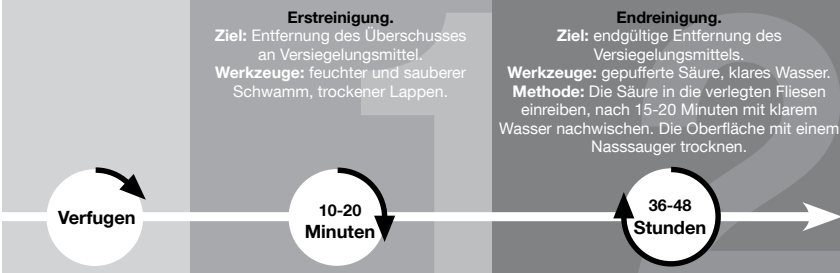 Erstreinigung.
Ziel: Entfernung des Überschusses
an Versiegelungsmittel.
Werkzeuge: feuchter und sauberer
Schwamm, trockener Lappen.
Endreinigung.
Ziel: endgültige Entfernung des
Versiegelungsmittels.
Werkzeuge: gepufferte Säure, klares Wasser.
Methode: Die Säure in die verlegten Fliesen
einreiben, nach 15-20 Minuten mit klarem
Wasser nachwischen. Die Oberfläche mit einem
Nasssauger trocknen.
1
2
Verfugen
10-20
Minuten
36-48
Stunden